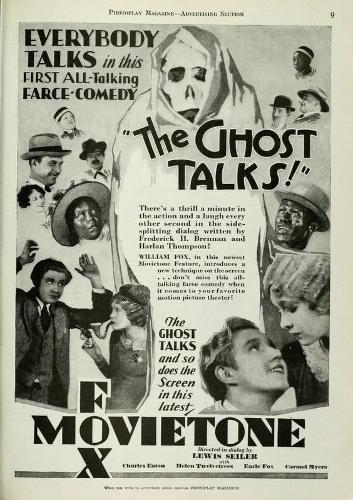 PHOTOPLAY MAGAZINE—ADVERTISING SECTION
9
EVERYBODY
TALKS in this
FIRST ALL-Talking
FARCE-COMEDY
"The GHOST
TALKS!"
There's a thrill a minute in
the action and a laugh every
other second in the side-
splitting dialog written by
Frederick H. Brennan and
Harlan Thompson!
WILLIAM FOX, in this newest
Movietone Feature, introduces a
new technique on the screen
. . . don't miss this all-
talking farce comedy when
it comes to your favorite
motion picture theater!
The
GHOST
TALKS
and so
does the
Screen
in this
latest
FOX
MOVIETONE
Directed in dialog by
LEWIS SEILER
with
Charles Eaton Helen Twelvetrees Earle Fox Carmel Myers
When you write to advertisers please mention PHOTOPLAY MAGAZINE.